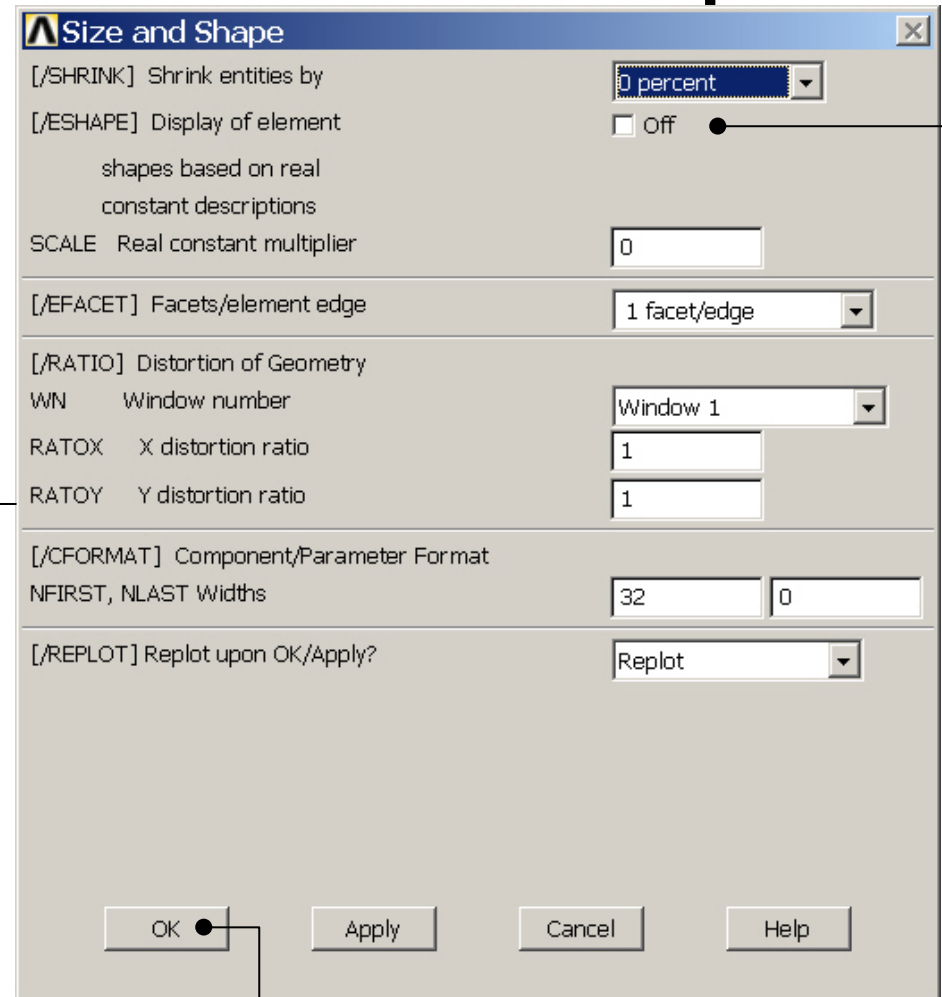 Size and Shape
[/SHRINK] Shrink entities by 0 percent
[/ESHAPE] Display of element Off
shapes based on real
constant descriptions
SCALE Real constant multiplier 0
[/EFACET] Facets/element edge 1 facet/edge
[/RATIO] Distortion of Geometry
WN Window number Window 1
RATOX X distortion ratio 1
RATOY Y distortion ratio 1
[/CFORMAT] Component/Parameter Format
NFIRST, NLAST Widths 32 0
[/REPLOT] Replot upon OK/Apply? Replot
OK Apply Cancel Help